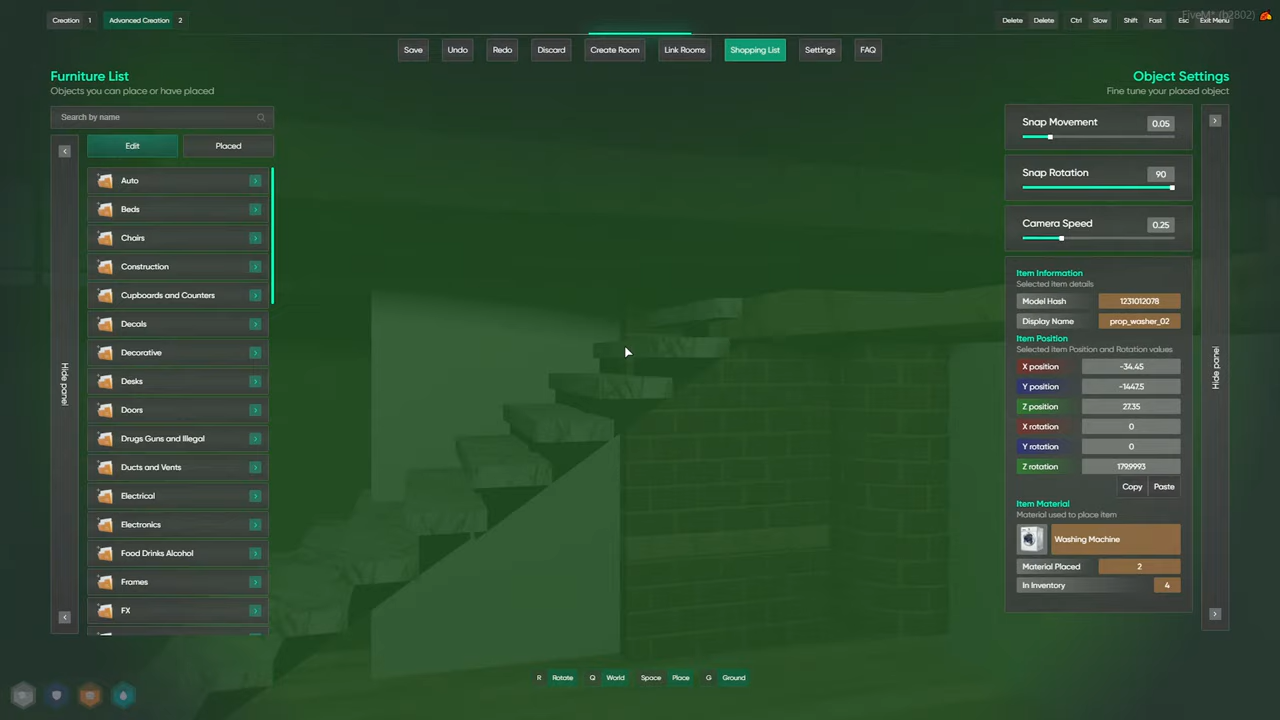 Creation 1 Advanced Creation 2
FiveM* (b2802)
Delete Delete Ctrl Slow Shift Fast Esc Exit Menu
Save Undo Redo Discard Create Room Link Rooms Shopping List Settings FAQ
Furniture List
Objects you can place or have placed
Search by name
Edit Placed
Hide panel
Auto
Beds
Chairs
Construction
Cupboards and Counters
Decals
Decorative
Desks
Doors
Drugs Guns and Illegal
Ducts and Vents
Electrical
Electronics
Food Drinks Alcohol
Frames
FX
Object Settings
Fine tune your placed object
Snap Movement 0.05
Snap Rotation 90
Camera Speed 0.25
Item Information
Selected item details
Model Hash 1231012078
Display Name prop_washer_02
Item Position
Selected Item Position and Rotation values
X position -34.45
Y position -1447.5
Z position 27.35
X rotation 0
Y rotation 0
Z rotation 179.9993
Copy Paste
Item Material
Material used to place item
Washing Machine
Material Placed 2
In Inventory 4
Hide panel
R Rotate Q World Space Place G Ground